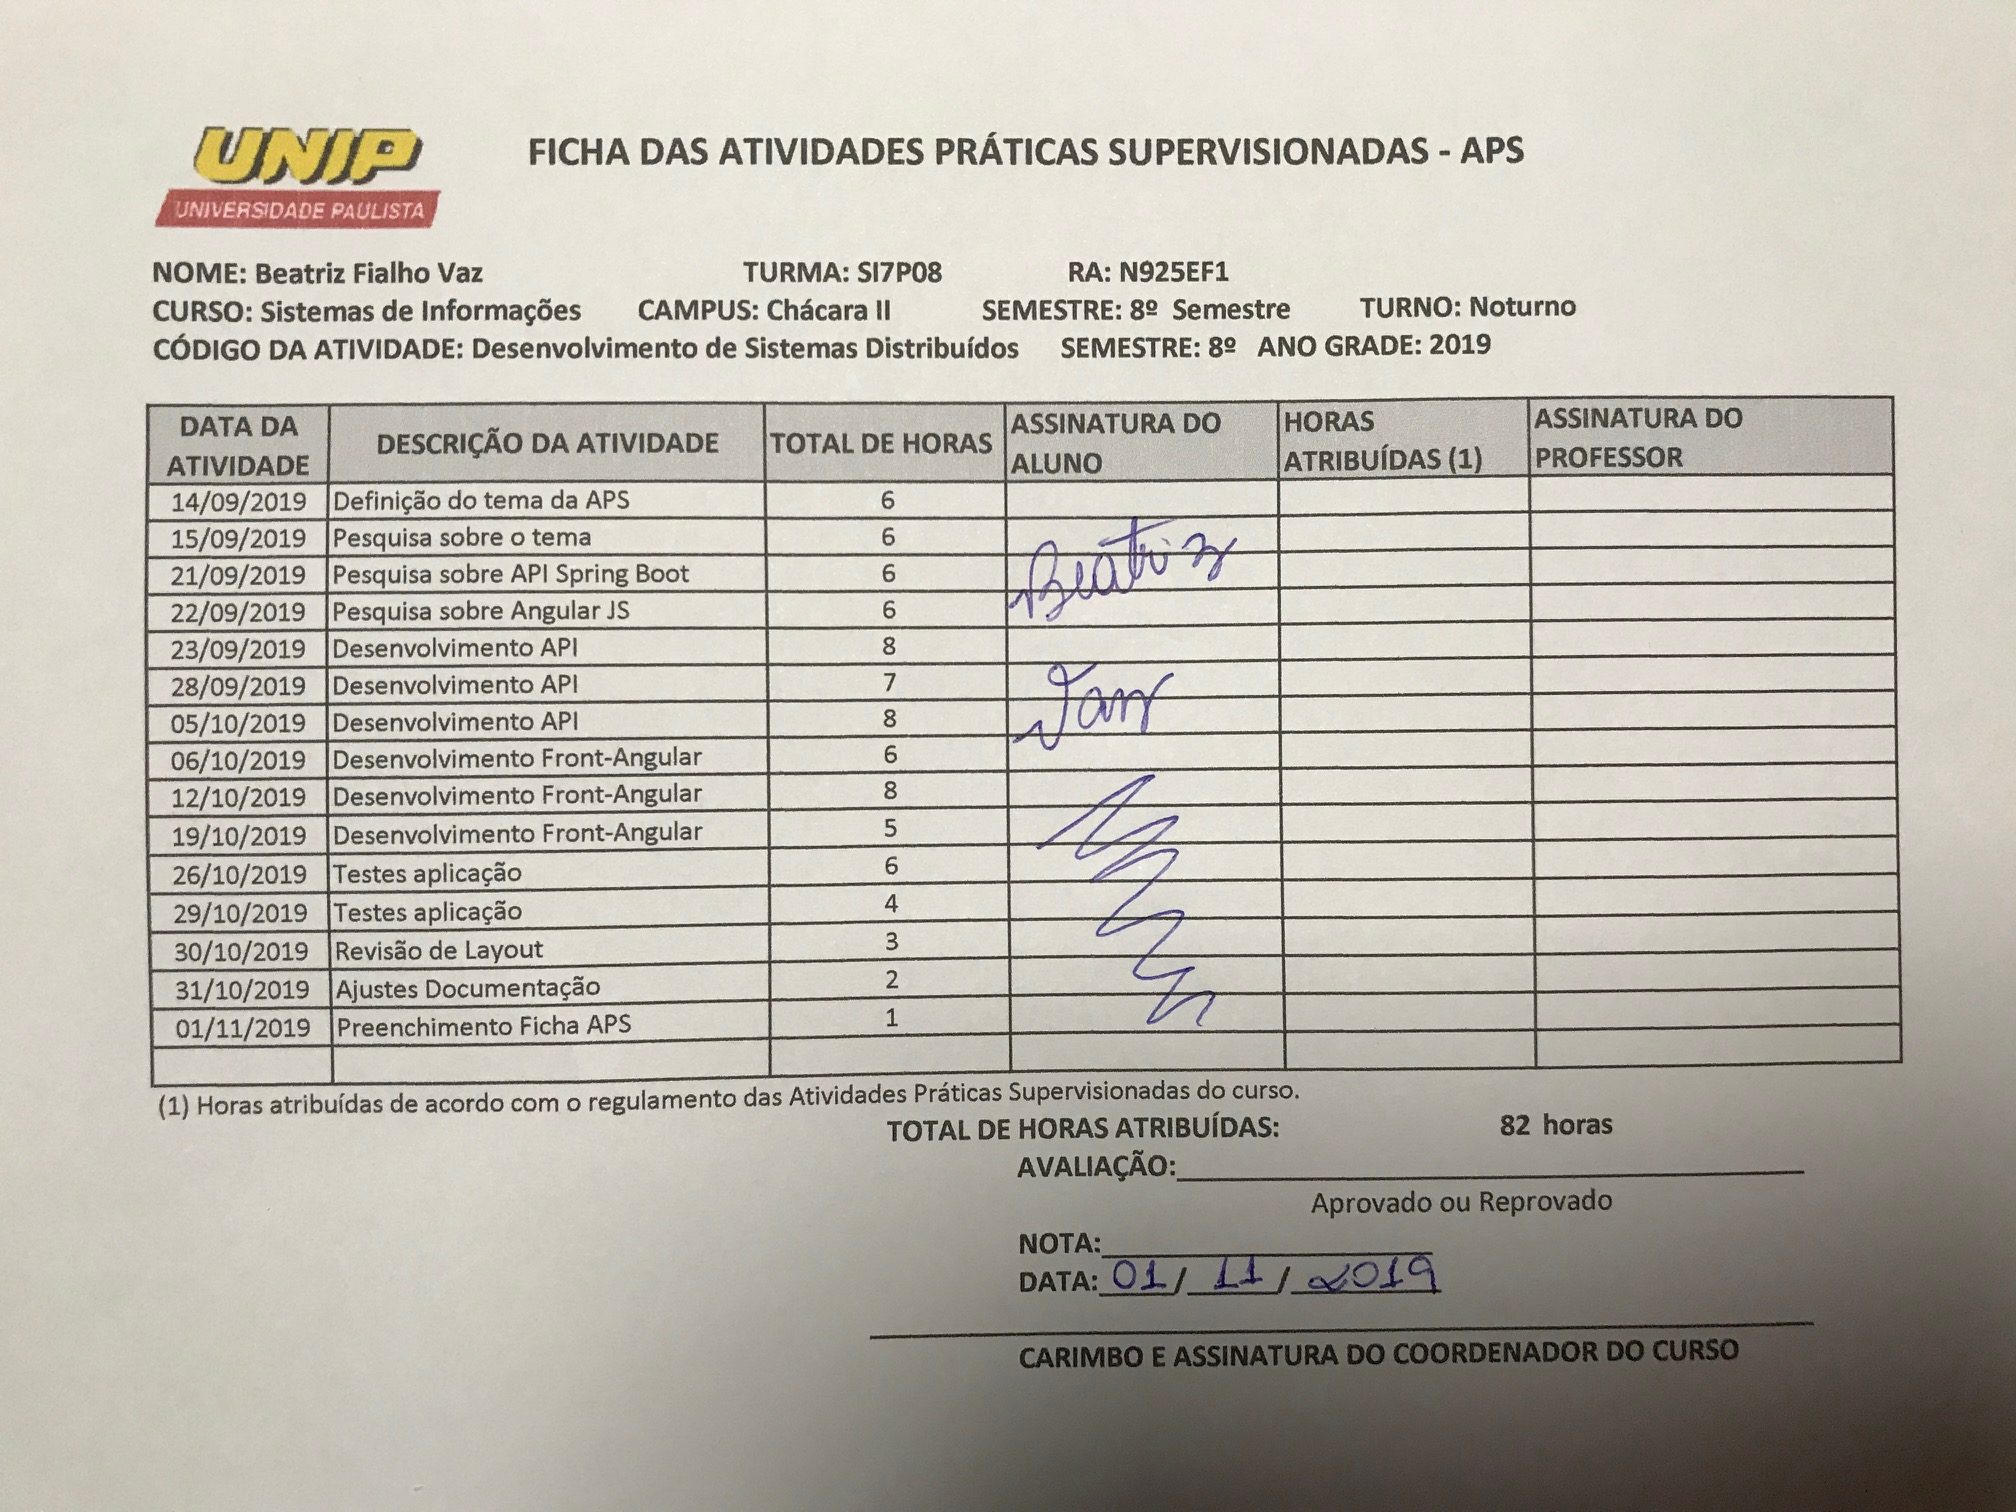 UNIP
UNIVERSIDADE PAULISTA
FICHA DAS ATIVIDADES PRÁTICAS SUPERVISIONADAS - APS
NOME: Beatriz Fialho Vaz TURMA: SI7P08 RA: N925EF1
CURSO: Sistemas de Informações CAMPUS: Chácara II SEMESTRE: 8º Semestre TURNO: Noturno
CÓDIGO DA ATIVIDADE: Desenvolvimento de Sistemas Distribuídos SEMESTRE: 8º ANO GRADE: 2019
DATA DA ATIVIDADE DESCRIÇÃO DA ATIVIDADE TOTAL DE HORAS ASSINATURA DO ALUNO HORAS ATRIBUÍDAS (1) ASSINATURA DO PROFESSOR
14/09/2019 Definição do tema da APS 6
15/09/2019 Pesquisa sobre o tema 6
21/09/2019 Pesquisa sobre API Spring Boot 6 Beatriz
22/09/2019 Pesquisa sobre Angular JS 6
23/09/2019 Desenvolvimento API 8
28/09/2019 Desenvolvimento API 7
05/10/2019 Desenvolvimento API 8
06/10/2019 Desenvolvimento Front-Angular 6
12/10/2019 Desenvolvimento Front-Angular 8
19/10/2019 Desenvolvimento Front-Angular 5
26/10/2019 Testes aplicação 6
29/10/2019 Testes aplicação 4
30/10/2019 Revisão de Layout 3
31/10/2019 Ajustes Documentação 2
01/11/2019 Preenchimento Ficha APS 1
(1) Horas atribuídas de acordo com o regulamento das Atividades Práticas Supervisionadas do curso.
TOTAL DE HORAS ATRIBUÍDAS: 82 horas
AVALIAÇÃO:
Aprovado ou Reprovado
NOTA:
DATA: 01/11/2019
CARIMBO E ASSINATURA DO COORDENADOR DO CURSO